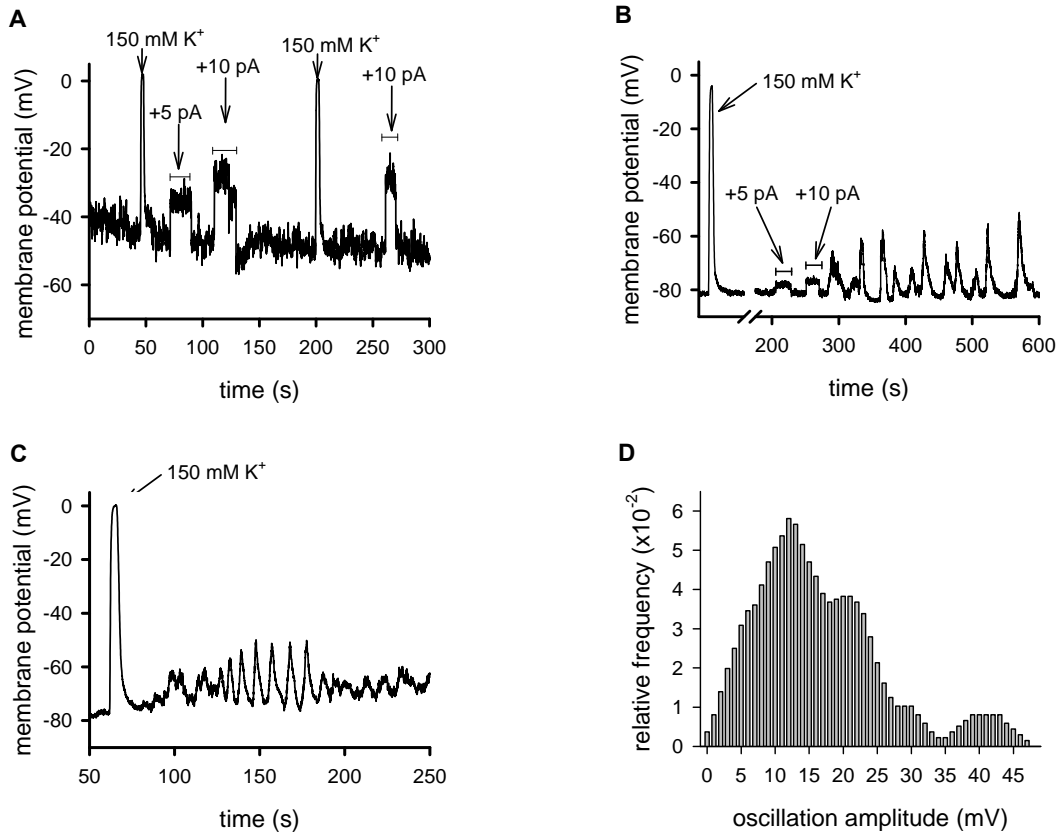 A
150 mM K+
150 mM K+
+10 pA
+10 pA
+5 pA
membrane potential (mV)
0
-20
-40
-60
0 50 100 150 200 250 300
time (s)
B
150 mM K+
+5 pA +10 pA
membrane potential (mV)
0
-20
-40
-60
-80
200 300 400 500 600
time (s)
C
150 mM K+
membrane potential (mV)
0
-20
-40
-60
-80
50 100 150 200 250
time (s)
D
relative frequency (x10-2)
6
5
4
3
2
1
0
0 5 10 15 20 25 30 35 40 45
oscillation amplitude (mV)